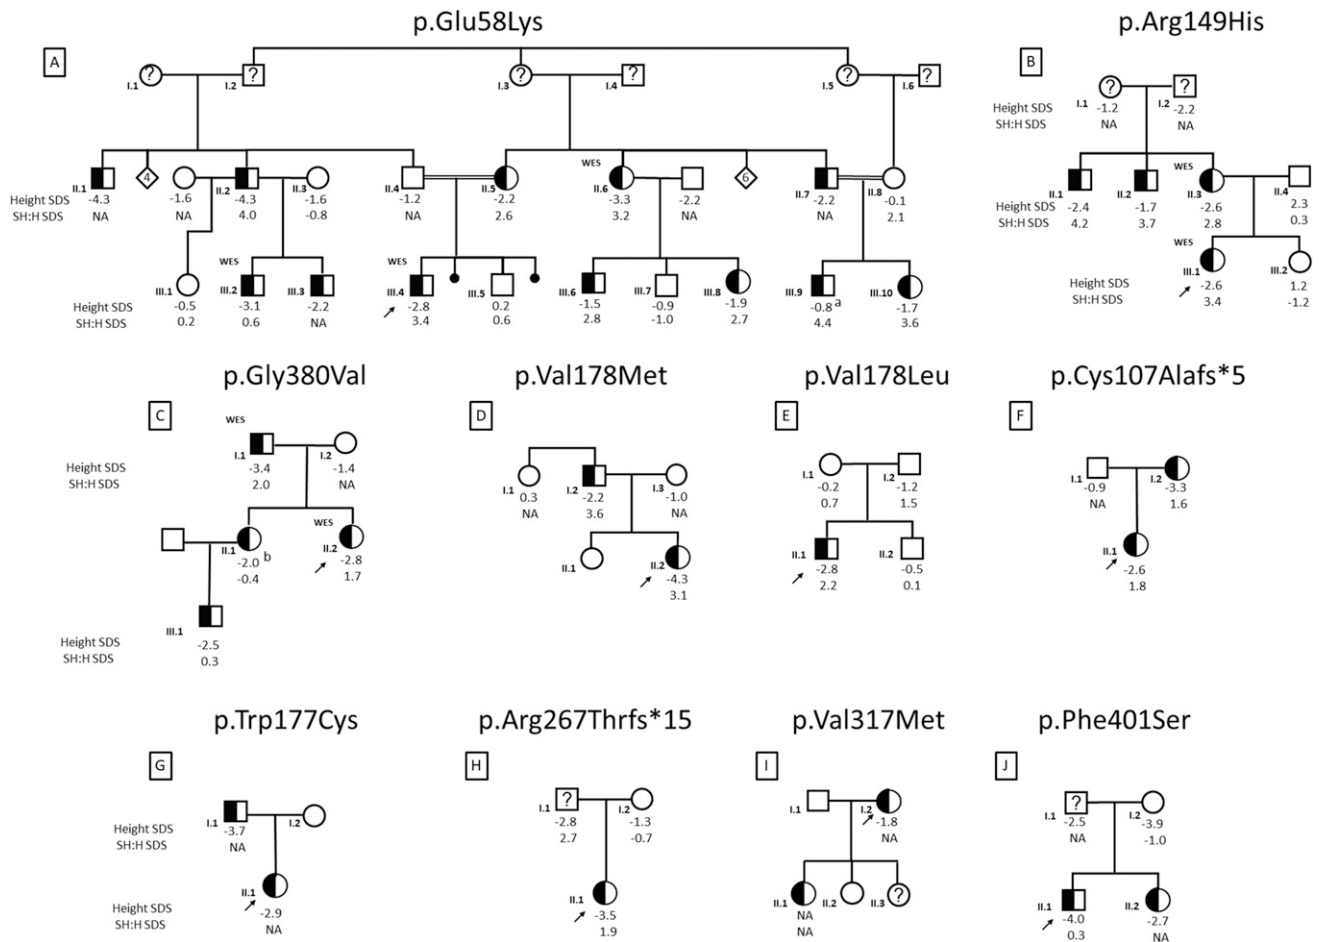 p.Glu58Lys
p.Arg149His
A
B
I.1 ? I.2 ? I.3 ? I.4 ? I.5 ? I.6 ?
I.1 ? I.2 ?
Height SDS -1.2 -2.2
SH:H SDS NA NA
WES
4 6
II.1 II.2 II.3 II.4 II.5 II.6 II.7 II.8
Height SDS -4.3 -1.6 -4.3 -1.6 -1.2 -2.2 -3.3 -2.2 -2.2 -0.1
SH:H SDS NA NA 4.0 -0.8 NA 2.6 3.2 NA NA 2.1
WES
II.1 II.2 II.3 II.4
Height SDS -2.4 -1.7 -2.6 2.3
SH:H SDS 4.2 3.7 2.8 0.3
WES WES
III.1 III.2 III.3 III.4 III.5 III.6 III.7 III.8 III.9 a III.10
Height SDS -0.5 -3.1 -2.2 -2.8 0.2 -1.5 -0.9 -1.9 -0.8 -1.7
SH:H SDS 0.2 0.6 NA 3.4 0.6 2.8 -1.0 2.7 4.4 3.6
WES
III.1 III.2
Height SDS -2.6 1.2
SH:H SDS 3.4 -1.2
p.Gly380Val
p.Val178Met
p.Val178Leu
p.Cys107Alafs*5
C
D
E
F
WES
I.1 I.2
Height SDS -3.4 -1.4
SH:H SDS 2.0 NA
WES
II.1 b II.2
-2.0 -2.8
-0.4 1.7
III.1
Height SDS -2.5
SH:H SDS 0.3
I.1 I.2 I.3
0.3 -2.2 -1.0
NA 3.6 NA
II.1 II.2
-4.3
3.1
I.1 I.2
-0.2 -1.2
0.7 1.5
II.1 II.2
-2.8 -0.5
2.2 0.1
I.1 I.2
-0.9 -3.3
NA 1.6
II.1
-2.6
1.8
p.Trp177Cys
p.Arg267Thrfs*15
p.Val317Met
p.Phe401Ser
G
H
I
J
I.1 I.2
Height SDS -3.7
SH:H SDS NA
II.1
Height SDS -2.9
SH:H SDS NA
I.1 ? I.2
-2.8 -1.3
2.7 -0.7
II.1
-3.5
1.9
I.1 I.2
-1.8
NA
II.1 II.2 II.3 ?
NA
NA
I.1 ? I.2
-2.5 -3.9
NA -1.0
II.1 II.2
-4.0 -2.7
0.3 NA